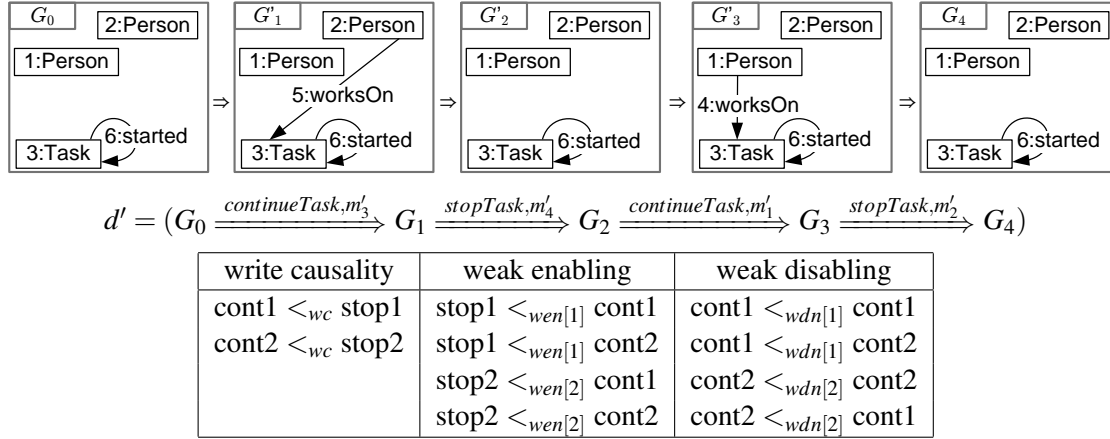 G₀ G'₁ G'₂ G'₃ G₄
2:Person 2:Person 2:Person 2:Person 2:Person
1:Person 1:Person 1:Person 1:Person 1:Person
⇒ ⇒ ⇒ ⇒
5:worksOn 4:worksOn
6:started 6:started 6:started 6:started 6:started
3:Task 3:Task 3:Task 3:Task 3:Task
d′ = (G₀ =continueTask,m′₃⇒ G₁ =stopTask,m′₄⇒ G₂ =continueTask,m′₁⇒ G₃ =stopTask,m′₂⇒ G₄)
write causality weak enabling weak disabling
cont1 <wc stop1 stop1 <wen[1] cont1 cont1 <wdn[1] cont1
cont2 <wc stop2 stop1 <wen[1] cont2 cont1 <wdn[1] cont2
stop2 <wen[2] cont1 cont2 <wdn[2] cont2
stop2 <wen[2] cont2 cont2 <wdn[2] cont1